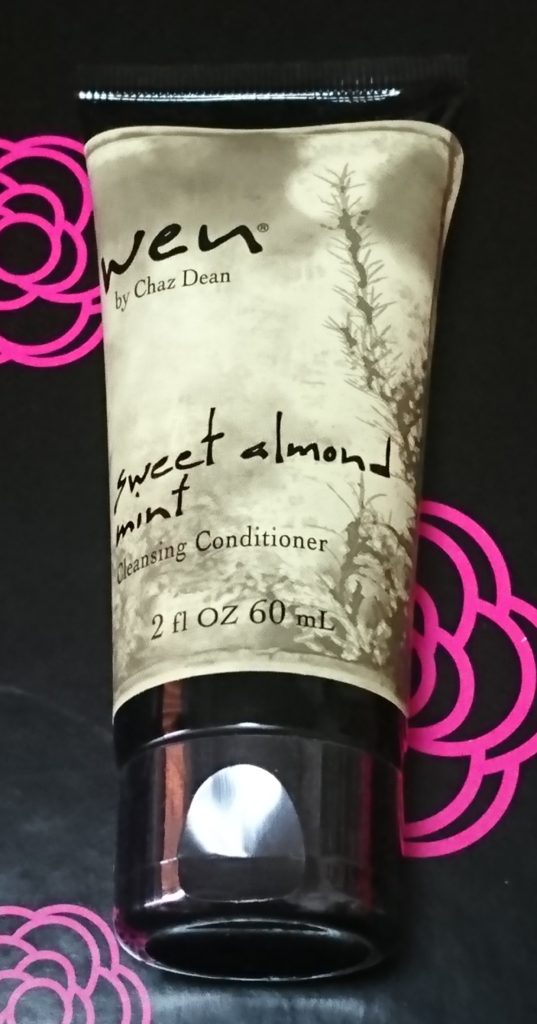 wen®
by Chaz Dean
sweet almond
mint
Cleansing Conditioner
2 fl OZ 60 mL